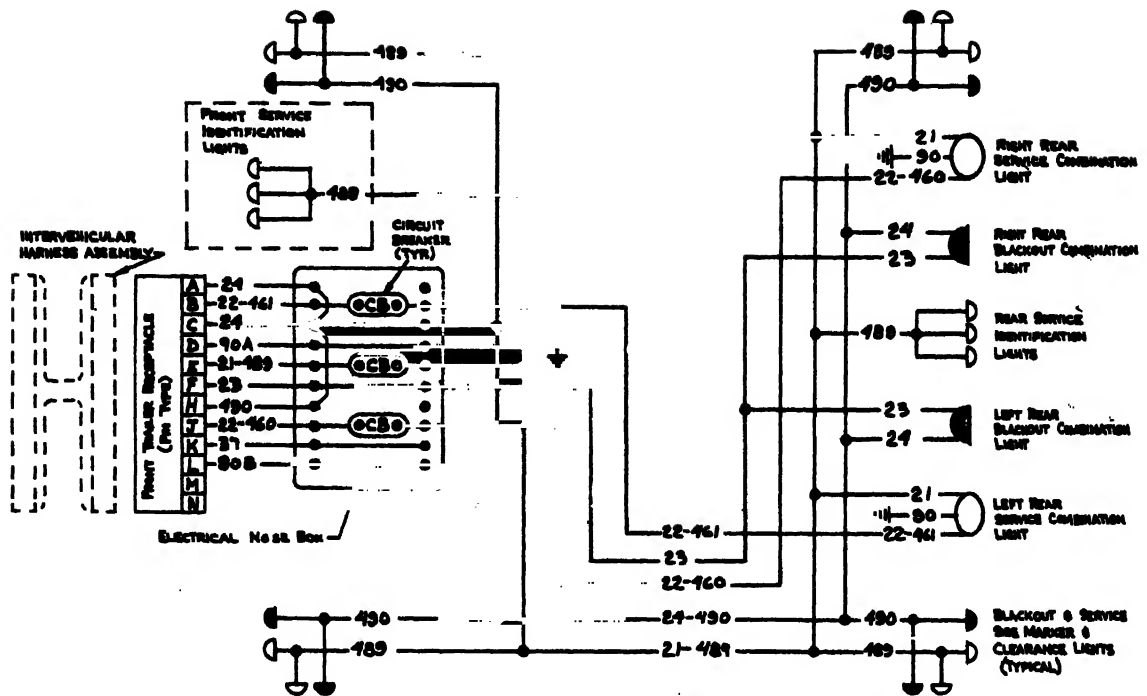 489
490
FRONT SERVICE
IDENTIFICATION
LIGHTS
489
INTERVEHICULAR
HARNESS ASSEMBLY
CIRCUIT
BREAKER
(TYP.)
FRONT TRAILER RECEPTACLE
(PIN TYPE)
A 24
B 22-461 CB
C 24
D 90A
E 21-489 CB
F 23
H 490
J 22-460 CB
K 37
L 90B
M
N
ELECTRICAL NOSE BOX
490
489
489
490
21
90
22-460
RIGHT REAR
SERVICE COMBINATION
LIGHT
24
23
RIGHT REAR
BLACKOUT COMBINATION
LIGHT
489
REAR SERVICE
IDENTIFICATION
LIGHTS
23
24
LEFT REAR
BLACKOUT COMBINATION
LIGHT
21
90
22-461
LEFT REAR
SERVICE COMBINATION
LIGHT
22-461
23
22-460
24-490
490
21-489
489
BLACKOUT & SERVICE
SIDE MARKER &
CLEARANCE LIGHTS
(TYPICAL)